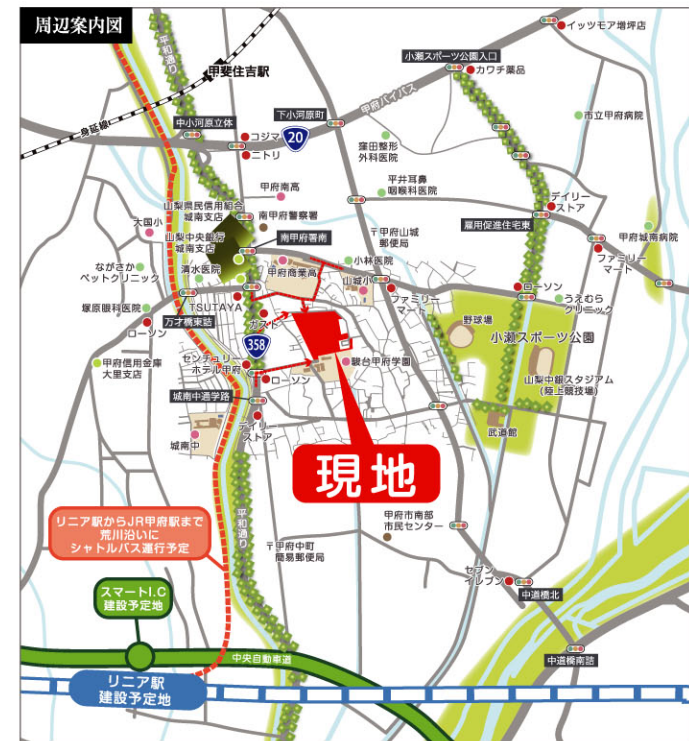 周辺案内図
イッツモア増坪店
小瀬スポーツ公園入口
カワチ薬品
平和通り
甲斐住吉駅
身延線
甲府バイパス
中小河原立体
下小河原町
コジマ
ニトリ
20
市立甲府病院
窪田整形
外科医院
平井耳鼻
咽喉科医院
甲府南高
山梨県民信用組合
城南支店
南甲府警察署
大国小
山梨中央銀行
城南支店
南甲府署南
〒甲府山城
郵便局
デイリー
ストア
雇用促進住宅東
甲府城南病院
ファミリー
マート
ながさか
ペットクリニック
清水医院
甲府商業高
小林医院
山城小
ファミリー
マート
ローソン
うえむら
クリニック
塚原眼科医院
ローソン
万才橋東詰
TSUTAYA
ガスト
358
野球場
小瀬スポーツ公園
甲府信用金庫
大里支店
センチュリー
ホテル甲府
ローソン
駿台甲府学園
山梨中銀スタジアム
(陸上競技場)
城南中通学路
城南中
デイリー
ストア
武道館
現地
リニア駅からJR甲府駅まで
荒川沿いに
シャトルバス運行予定
平和通り
〒甲府中町
簡易郵便局
甲府市南部
市民センター
セブン
イレブン
中道橋北
スマートI.C
建設予定地
中央自動車道
中道橋南詰
リニア駅
建設予定地